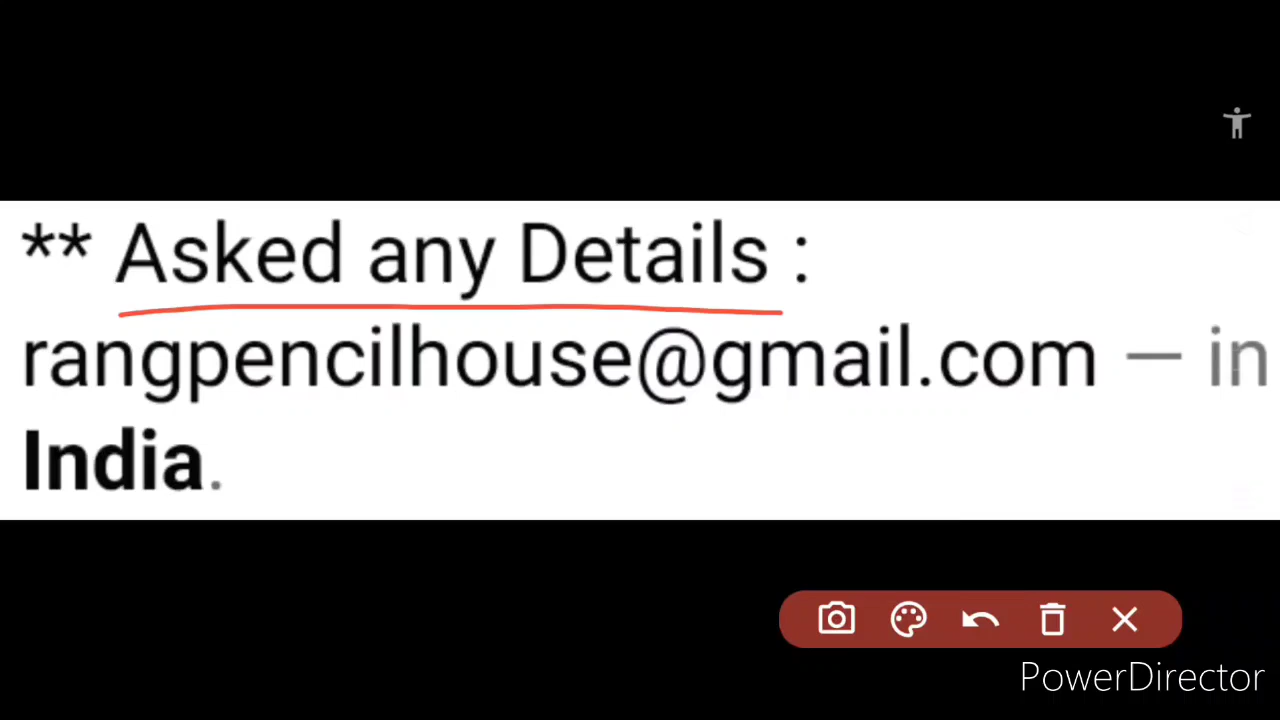 ** Asked any Details :
rangpencilhouse@gmail.com — in
India.
PowerDirector